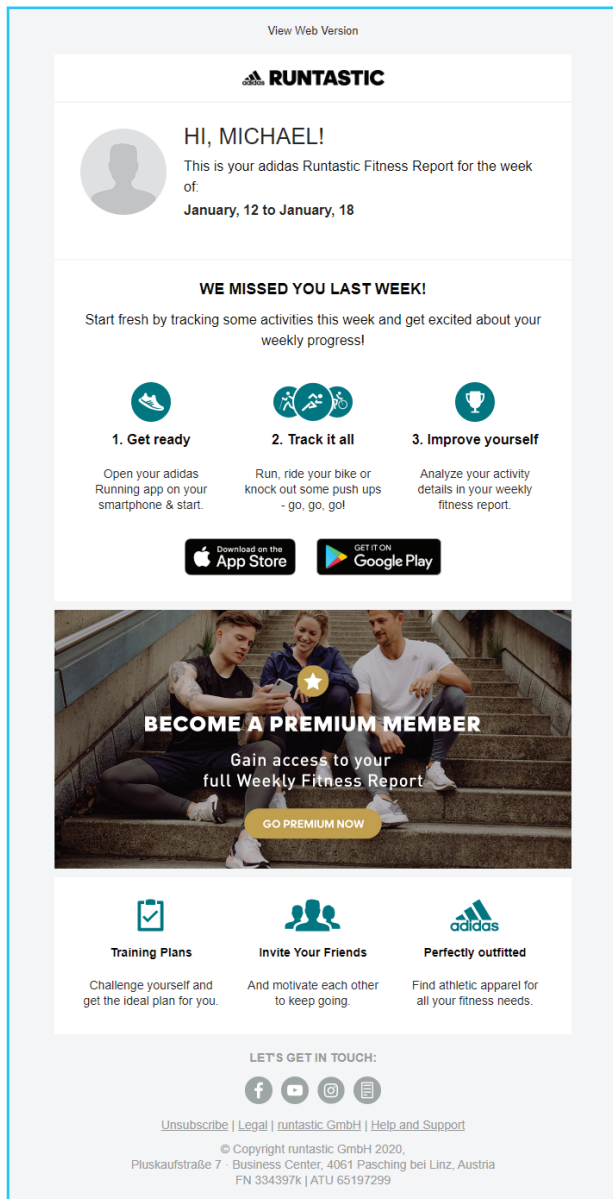 View Web Version
adidas RUNTASTIC
HI, MICHAEL!
This is your adidas Runtastic Fitness Report for the week
of:
January, 12 to January, 18
WE MISSED YOU LAST WEEK!
Start fresh by tracking some activities this week and get excited about your
weekly progress!
1. Get ready
Open your adidas
Running app on your
smartphone & start.
2. Track it all
Run, ride your bike or
knock out some push ups
- go, go, go!
3. Improve yourself
Analyze your activity
details in your weekly
fitness report.
Download on the
App Store
GET IT ON
Google Play
BECOME A PREMIUM MEMBER
Gain access to your
full Weekly Fitness Report
GO PREMIUM NOW
Training Plans
Challenge yourself and
get the ideal plan for you.
Invite Your Friends
And motivate each other
to keep going.
adidas
Perfectly outfitted
Find athletic apparel for
all your fitness needs.
LET'S GET IN TOUCH:
Unsubscribe | Legal | runtastic GmbH | Help and Support
© Copyright runtastic GmbH 2020,
Pluskaufstraße 7 · Business Center, 4061 Pasching bei Linz, Austria
FN 334397k | ATU 65197299